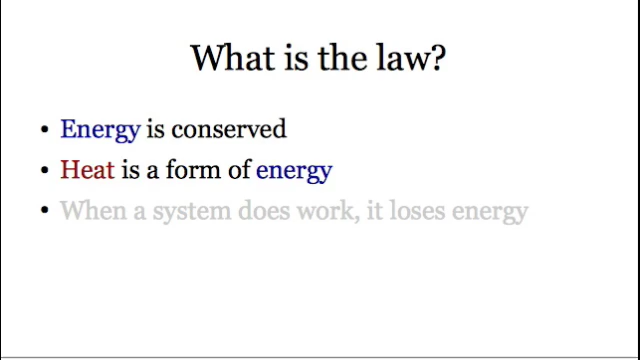 What is the law?
• Energy is conserved
• Heat is a form of energy
• When a system does work, it loses energy